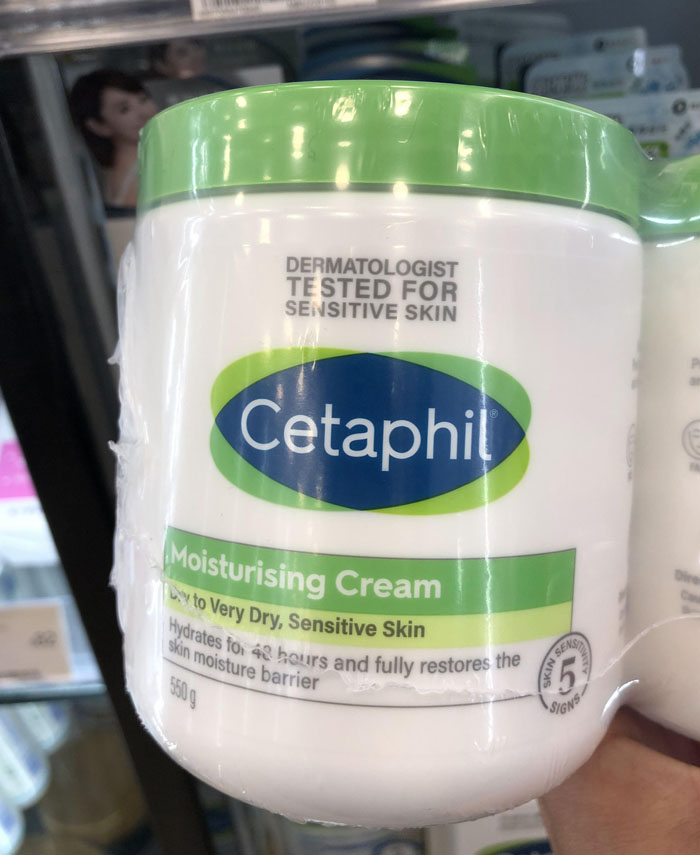 DERMATOLOGIST
TESTED FOR
SENSITIVE SKIN
Cetaphil®
Moisturising Cream
Dry to Very Dry, Sensitive Skin
Hydrates for 48 hours and fully restores the
skin moisture barrier
550 g
SKIN SENSITIVITY
5
SIGNS